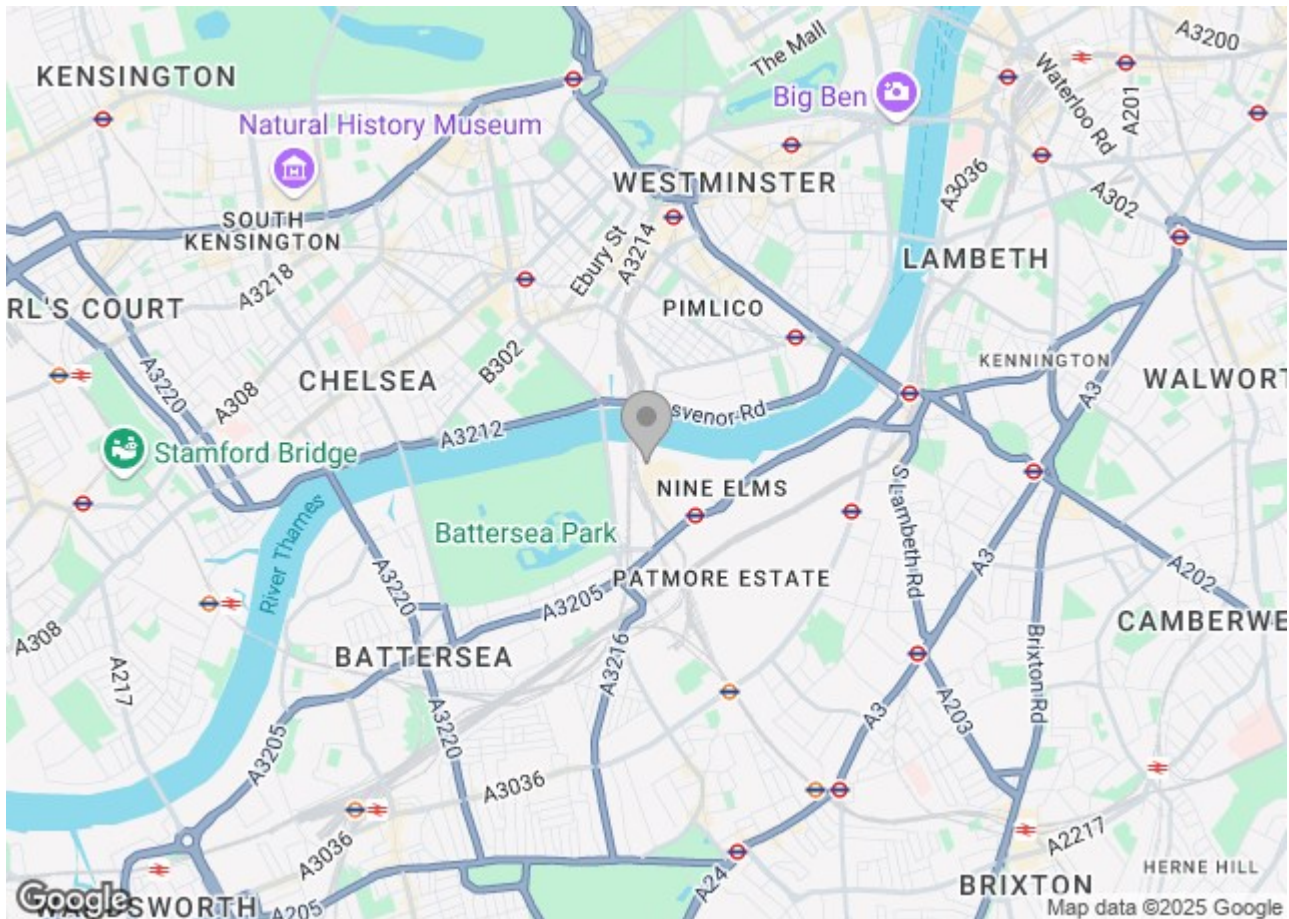 A3200
The Mall
KENSINGTON
Waterloo Rd
A201
Big Ben
Natural History Museum
WESTMINSTER
A3036
A302
SOUTH
KENSINGTON
Ebury St
A3214
LAMBETH
A3218
RL'S COURT
PIMLICO
B302
KENNINGTON
A3220
CHELSEA
A308
WALWORT
A3
A3212
svenor Rd
Stamford Bridge
NINE ELMS
S Lambeth Rd
River Thames
Battersea Park
A3
A202
PATMORE ESTATE
A3220
A3205
A308
CAMBERWE
BATTERSEA
A3216
Brixton Rd
A217
A203
A3
A3220
A3205
A3036
A3036
A2217
HERNE HILL
A24
BRIXTON
Google
WANDSWORTH
A205
Map data ©2025 Google